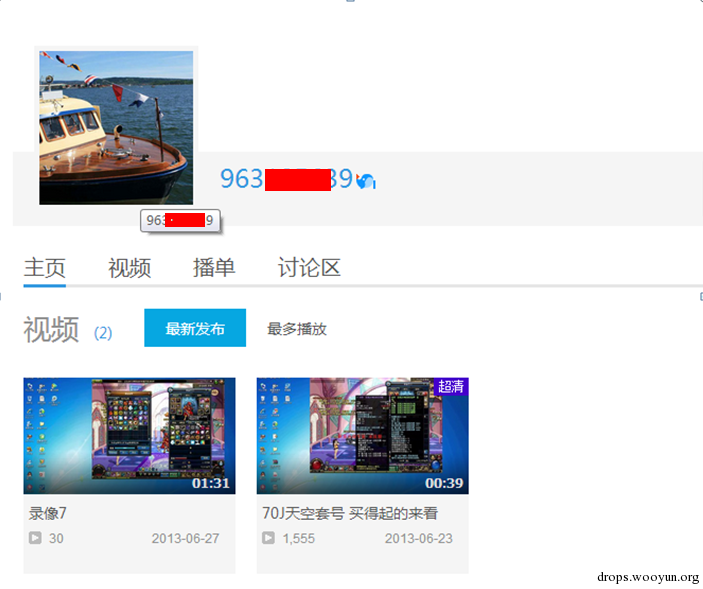 963 39
963 9
主页 视频 播单 讨论区
视频 (2) 最新发布 最多播放
超清
01:31 00:39
录像7 70J天空套号 买得起的来看
30 2013-06-27 1,555 2013-06-23
drops.wooyun.org